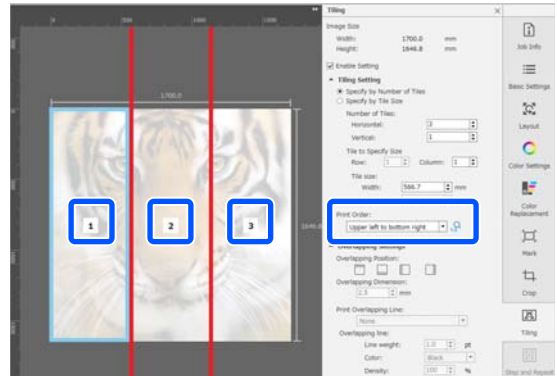 Tiling
Image Size
Width: 1700.0 mm
Height: 1646.8 mm
Enable Setting
Tiling Setting
Specify by Number of Tiles
Specify by Tile Size
Number of Tiles:
Horizontal: 3
Vertical: 1
Tile to Specify Size
Row: 1 Column: 1
Tile size:
Width: 566.7 mm
Print Order:
Upper left to bottom right
Overlapping Settings
Overlapping Position:
Overlapping Dimension:
2.5 mm
Print Overlapping Line:
None
Overlapping line:
Line weight: 1.0 pt
Color: Black
Density: 100 %
Job Info
Basic Settings
Layout
Color Settings
Color
Replacement
Mark
Crop
Tiling
Step and Repeat
0 500 1000 1500
1700.0
1646.8
1 2 3